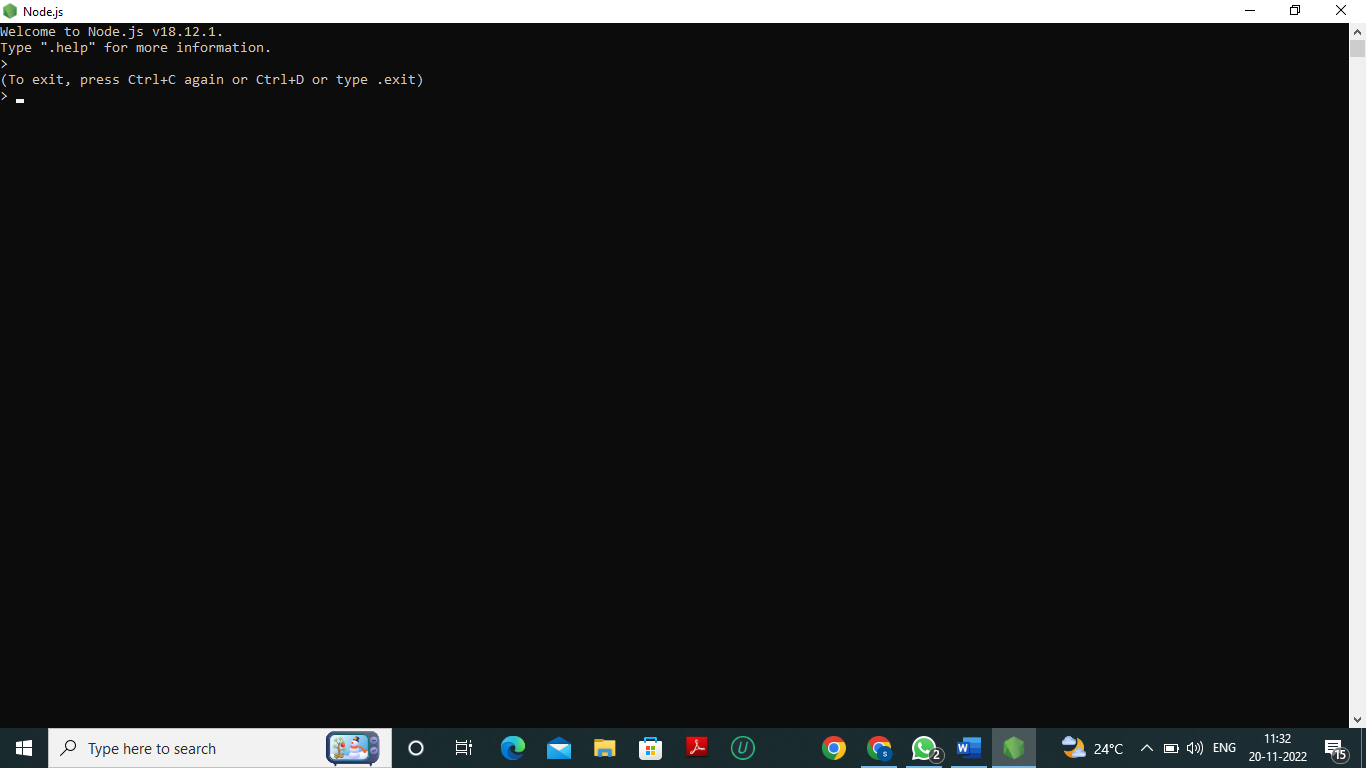 Node.js
Welcome to Node.js v18.12.1.
Type ".help" for more information.
>
(To exit, press Ctrl+C again or Ctrl+D or type .exit)
>
Type here to search
S
2
W
U
24°C
ENG
11:32
20-11-2022
15